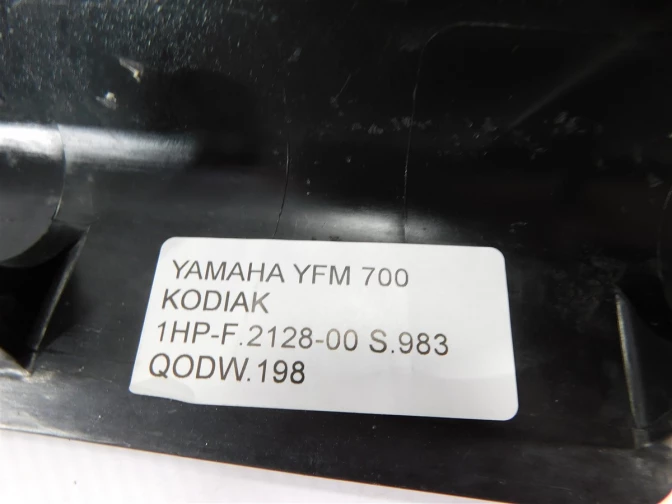 YAMAHA YFM 700
KODIAK
1HP-F.2128-00 S.983
QODW.198